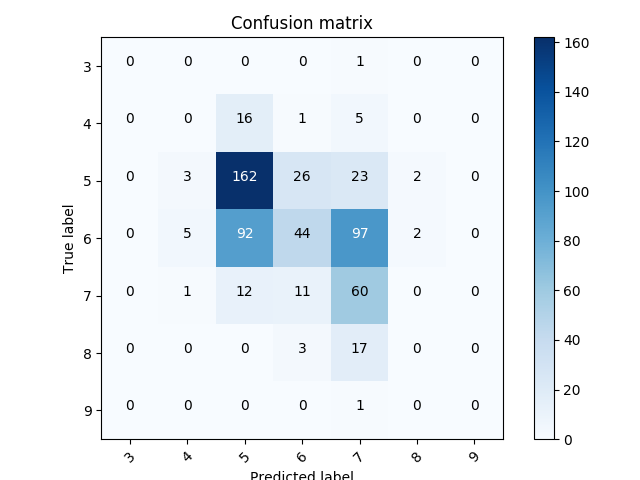 Confusion matrix
3 0 0 0 0 1 0 0
4 0 0 16 1 5 0 0
5 0 3 162 26 23 2 0
6 0 5 92 44 97 2 0
7 0 1 12 11 60 0 0
8 0 0 0 3 17 0 0
9 0 0 0 0 1 0 0
True label
3 4 5 6 7 8 9
Predicted label
160
140
120
100
80
60
40
20
0